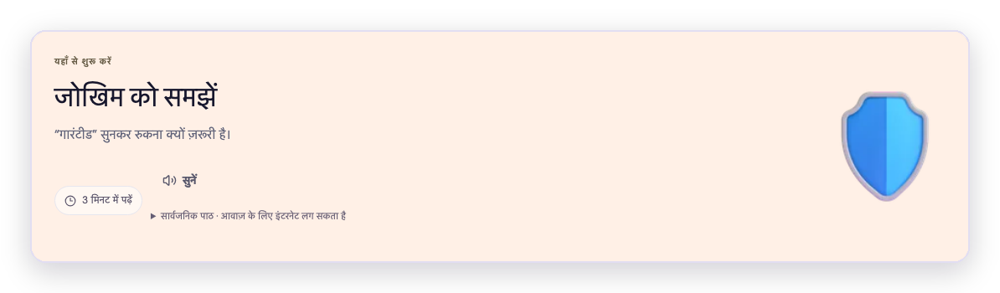 यहाँ से शुरू करें
जोखिम को समझें
“गारंटीड” सुनकर रुकना क्यों ज़रूरी है।
सुनें
3 मिनट में पढ़ें
▶ सार्वजनिक पाठ · आवाज़ के लिए इंटरनेट लग सकता है